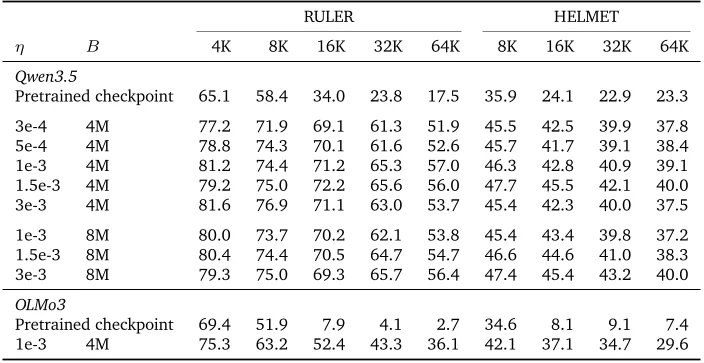 RULER HELMET
η B 4K 8K 16K 32K 64K 8K 16K 32K 64K
Qwen3.5
Pretrained checkpoint 65.1 58.4 34.0 23.8 17.5 35.9 24.1 22.9 23.3
3e-4 4M 77.2 71.9 69.1 61.3 51.9 45.5 42.5 39.9 37.8
5e-4 4M 78.8 74.3 70.1 61.6 52.6 45.7 41.7 39.1 38.4
1e-3 4M 81.2 74.4 71.2 65.3 57.0 46.3 42.8 40.9 39.1
1.5e-3 4M 79.2 75.0 72.2 65.6 56.0 47.7 45.5 42.1 40.0
3e-3 4M 81.6 76.9 71.1 63.0 53.7 45.4 42.3 40.0 37.5
1e-3 8M 80.0 73.7 70.2 62.1 53.8 45.4 43.4 39.8 37.2
1.5e-3 8M 80.4 74.4 70.5 64.7 54.7 46.6 44.6 41.0 38.3
3e-3 8M 79.3 75.0 69.3 65.7 56.4 47.4 45.4 43.2 40.0
OLMo3
Pretrained checkpoint 69.4 51.9 7.9 4.1 2.7 34.6 8.1 9.1 7.4
1e-3 4M 75.3 63.2 52.4 43.3 36.1 42.1 37.1 34.7 29.6